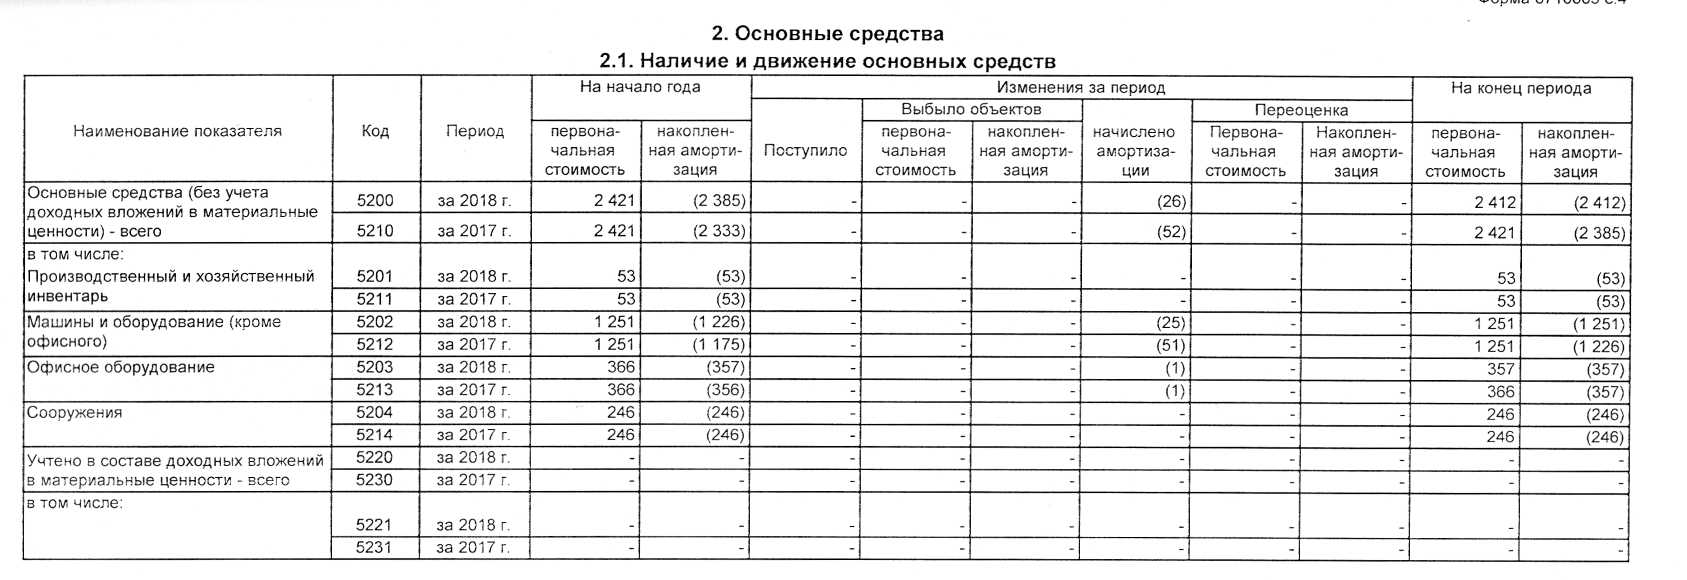 2. Основные средства
2.1. Наличие и движение основных средств
Наименование показателя Код Период На начало года Изменения за период На конец периода
Поступило Выбыло объектов начислено амортиза-ции Переоценка
перво­на-чальная стоимость накоплен-ная аморти-зация первона-чальная стоимость накоплен-ная аморти-зация Первона-чальная стоимость Накоплен-ная аморти-зация первона-чальная стоимость накоплен-ная аморти-зация
Основные средства (без учета доходных вложений в материальные ценности) - всего
5200 за 2018 г. 2 421 (2 385) - - - (26) - - 2 412 (2 412)
5210 за 2017 г. 2 421 (2 333) - - - (52) - - 2 421 (2 385)
в том числе:
Производственный и хозяйственный инвентарь
5201 за 2018 г. 53 (53) - - - - - - 53 (53)
5211 за 2017 г. 53 (53) - - - - - - 53 (53)
Машины и оборудование (кроме офисного)
5202 за 2018 г. 1 251 (1 226) - - - (25) - - 1 251 (1 251)
5212 за 2017 г. 1 251 (1 175) - - - (51) - - 1 251 (1 226)
Офисное оборудование
5203 за 2018 г. 366 (357) - - - (1) - - 357 (357)
5213 за 2017 г. 366 (356) - - - (1) - - 366 (357)
Сооружения
5204 за 2018 г. 246 (246) - - - - - - 246 (246)
5214 за 2017 г. 246 (246) - - - - - - 246 (246)
Учтено в составе доходных вложений в материальные ценности - всего
5220 за 2018 г. - - - - - - - - - -
5230 за 2017 г. - - - - - - - - - -
в том числе:
5221 за 2018 г. - - - - - - - - - -
5231 за 2017 г. - - - - - - - - - -